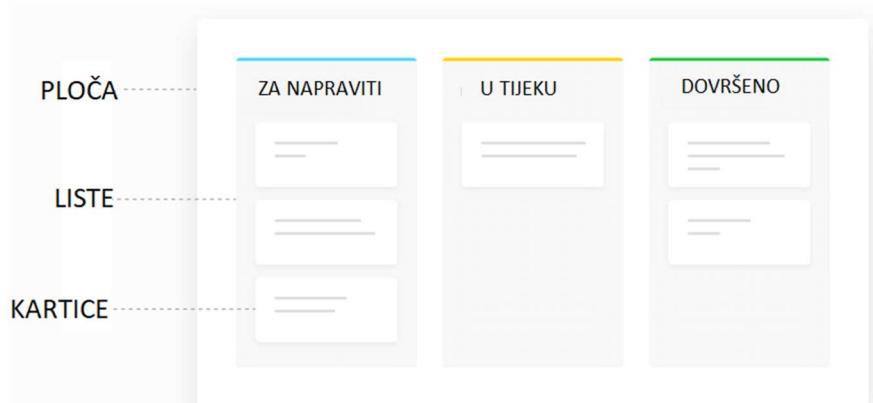 PLOČA
LISTE
KARTICE
ZA NAPRAVITI
U TIJEKU
DOVRŠENO